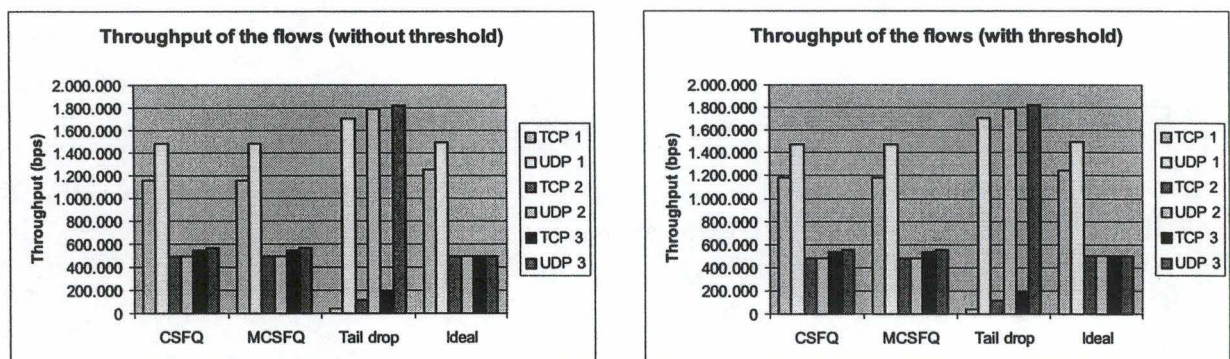 Throughput of the flows (without threshold)
Throughput (bps)
2.000.000
1.800.000
1.600.000
1.400.000
1.200.000
1.000.000
800.000
600.000
400.000
200.000
0
CSFQ
MCSFQ
Tail drop
Ideal
TCP 1
UDP 1
TCP 2
UDP 2
TCP 3
UDP 3
Throughput of the flows (with threshold)
Throughput (bps)
2.000.000
1.800.000
1.600.000
1.400.000
1.200.000
1.000.000
800.000
600.000
400.000
200.000
0
CSFQ
MCSFQ
Tail drop
Ideal
TCP 1
UDP 1
TCP 2
UDP 2
TCP 3
UDP 3